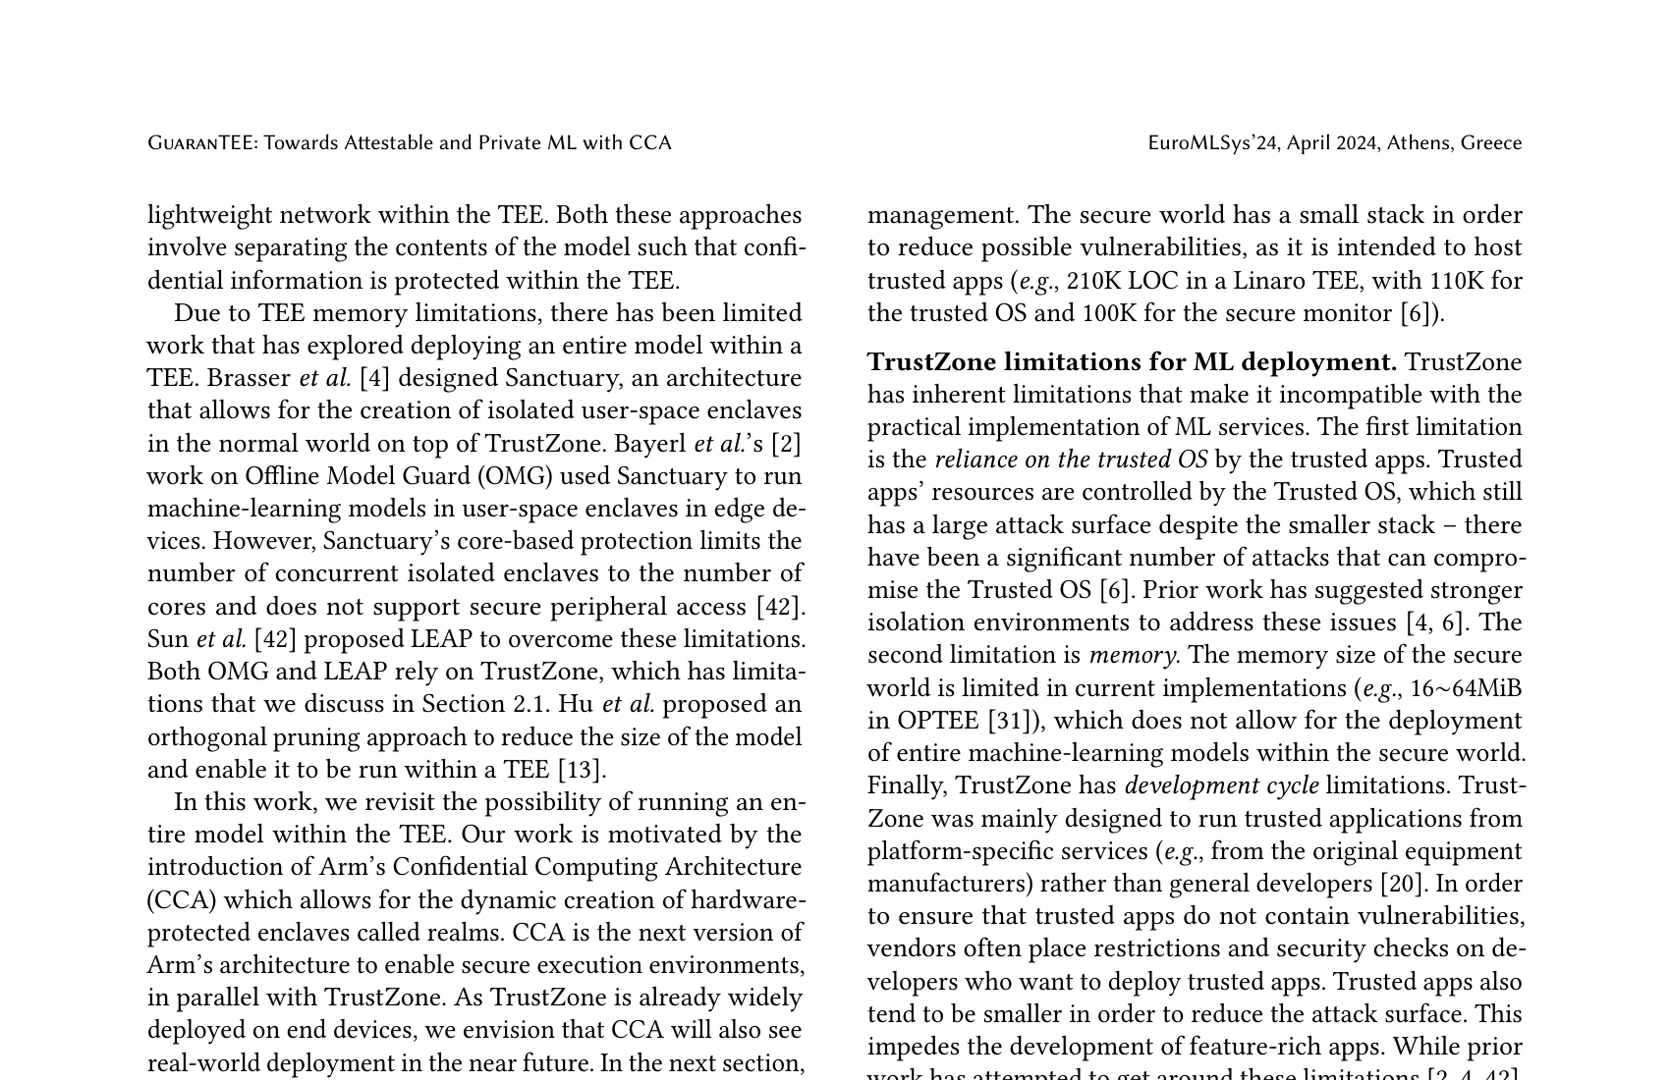 GuaranTEE: Towards Attestable and Private ML with CCA
EuroMLSys’24, April 2024, Athens, Greece
lightweight network within the TEE. Both these approaches
involve separating the contents of the model such that confi-
dential information is protected within the TEE.
Due to TEE memory limitations, there has been limited
work that has explored deploying an entire model within a
TEE. Brasser et al. [4] designed Sanctuary, an architecture
that allows for the creation of isolated user-space enclaves
in the normal world on top of TrustZone. Bayerl et al.’s [2]
work on Offline Model Guard (OMG) used Sanctuary to run
machine-learning models in user-space enclaves in edge de-
vices. However, Sanctuary’s core-based protection limits the
number of concurrent isolated enclaves to the number of
cores and does not support secure peripheral access [42].
Sun et al. [42] proposed LEAP to overcome these limitations.
Both OMG and LEAP rely on TrustZone, which has limita-
tions that we discuss in Section 2.1. Hu et al. proposed an
orthogonal pruning approach to reduce the size of the model
and enable it to be run within a TEE [13].
In this work, we revisit the possibility of running an en-
tire model within the TEE. Our work is motivated by the
introduction of Arm’s Confidential Computing Architecture
(CCA) which allows for the dynamic creation of hardware-
protected enclaves called realms. CCA is the next version of
Arm’s architecture to enable secure execution environments,
in parallel with TrustZone. As TrustZone is already widely
deployed on end devices, we envision that CCA will also see
real-world deployment in the near future. In the next section,
management. The secure world has a small stack in order
to reduce possible vulnerabilities, as it is intended to host
trusted apps (e.g., 210K LOC in a Linaro TEE, with 110K for
the trusted OS and 100K for the secure monitor [6]).
TrustZone limitations for ML deployment. TrustZone
has inherent limitations that make it incompatible with the
practical implementation of ML services. The first limitation
is the reliance on the trusted OS by the trusted apps. Trusted
apps’ resources are controlled by the Trusted OS, which still
has a large attack surface despite the smaller stack – there
have been a significant number of attacks that can compro-
mise the Trusted OS [6]. Prior work has suggested stronger
isolation environments to address these issues [4, 6]. The
second limitation is memory. The memory size of the secure
world is limited in current implementations (e.g., 16~64MiB
in OPTEE [31]), which does not allow for the deployment
of entire machine-learning models within the secure world.
Finally, TrustZone has development cycle limitations. Trust-
Zone was mainly designed to run trusted applications from
platform-specific services (e.g., from the original equipment
manufacturers) rather than general developers [20]. In order
to ensure that trusted apps do not contain vulnerabilities,
vendors often place restrictions and security checks on de-
velopers who want to deploy trusted apps. Trusted apps also
tend to be smaller in order to reduce the attack surface. This
impedes the development of feature-rich apps. While prior
work has attempted to get around these limitations [2, 4, 42],